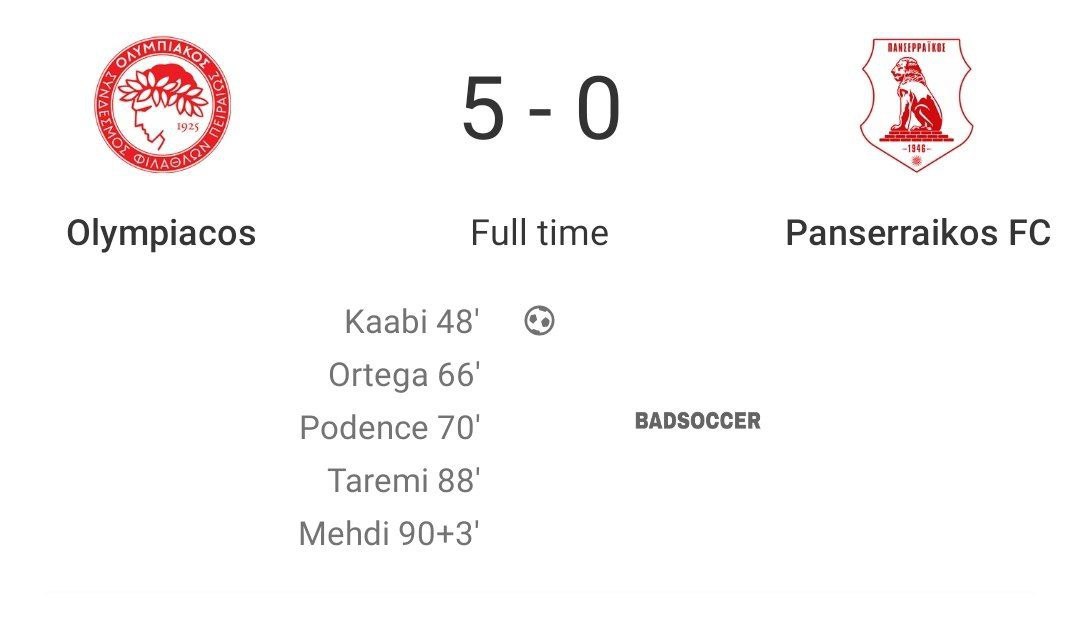 ΣΥΝΔΕΣΜΟΣ ΦΙΛΑΘΛΩΝ ΠΕΙΡΑΙΩΣ
ΟΛΥΜΠΙΑΚΟΣ
1925
5 - 0
ΠΑΝΣΕΡΡΑΪΚΟΣ
-1946-
Olympiacos
Full time
Panserraikos FC
Kaabi 48'
Ortega 66'
Podence 70'
BADSOCCER
Taremi 88'
Mehdi 90+3'